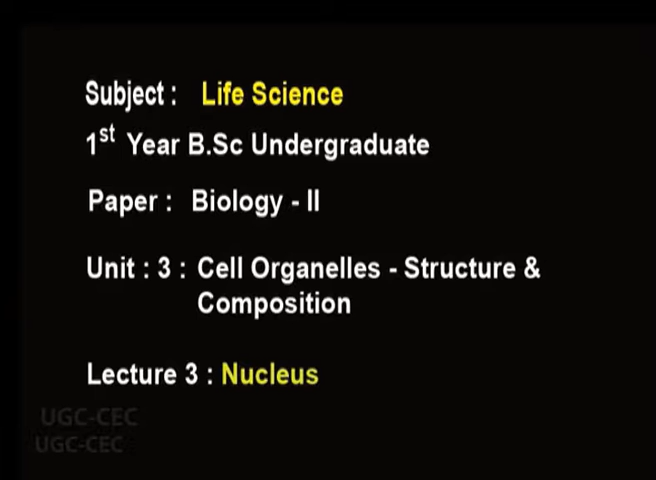 Subject : Life Science
1st Year B.Sc Undergraduate
Paper : Biology - II
Unit : 3 : Cell Organelles - Structure &
Composition
Lecture 3 : Nucleus
UGC-CEC
UGC-CEC